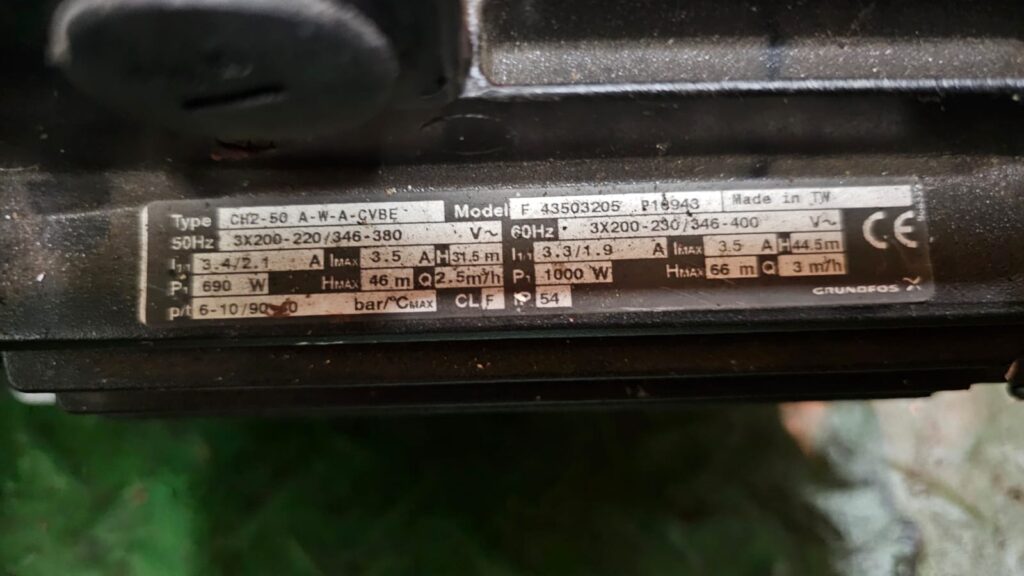 Type CH2-50 A-W-A-CVBE Model F 43503205 P19943 Made in TW
50Hz 3X200-220/346-380 V~ 60Hz 3X200-230/346-400 V~
I1/1 3.4/2.1 A IMAX 3.5 A H 31.5 m I1/1 3.3/1.9 A IMAX 3.5 A H 44.5m
P1 690 W HMAX 46 m Q 2.5m³/h P1 1000 W HMAX 66 m Q 3 m³/h
p/t 6-10/90- bar/°CMAX CL F IP 54 GRUNDFOS